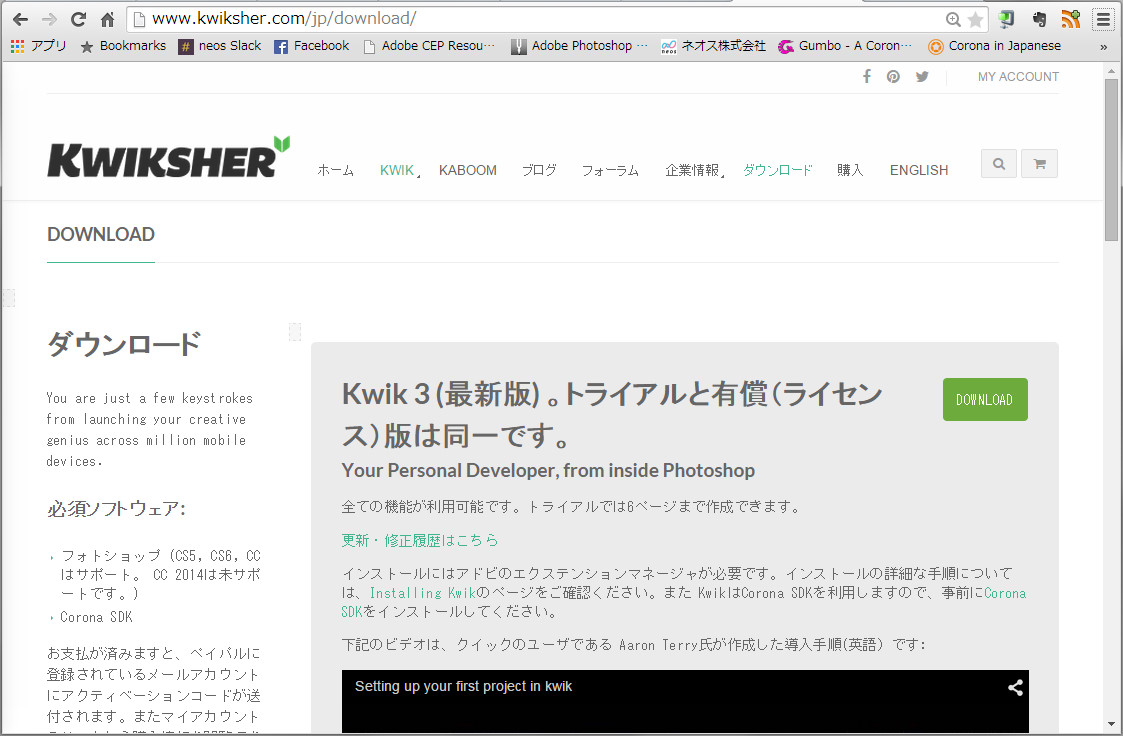 www.kwiksher.com/jp/download/
アプリ Bookmarks neos Slack Facebook Adobe CEP Resou… Adobe Photoshop … ネオス株式会社 Gumbo - A Coron… Corona in Japanese »
MY ACCOUNT
KWIKSHER
ホーム KWIK KABOOM ブログ フォーラム 企業情報 ダウンロード 購入 ENGLISH
DOWNLOAD
ダウンロード
You are just a few keystrokes
from launching your creative
genius across million mobile
devices.
必須ソフトウェア:
フォトショップ (CS5, CS6, CC
はサポート。 CC 2014は未サポ
ートです。)
Corona SDK
お支払が済みますと、ペイパルに
登録されているメールアカウント
にアクティベーションコードが送
付されます。またマイアカウント
Kwik 3 (最新版) 。トライアルと有償（ライセン
ス）版は同一です。
DOWNLOAD
Your Personal Developer, from inside Photoshop
全ての機能が利用可能です。トライアルでは6ページまで作成できます。
更新・修正履歴はこちら
インストールにはアドビのエクステンションマネージャが必要です。インストールの詳細な手順について
は、Installing Kwikのページをご確認ください。また KwikはCorona SDKを利用しますので、事前にCorona
SDKをインストールしてください。
下記のビデオは、クイックのユーザである Aaron Terry氏が作成した導入手順(英語) です:
Setting up your first project in kwik